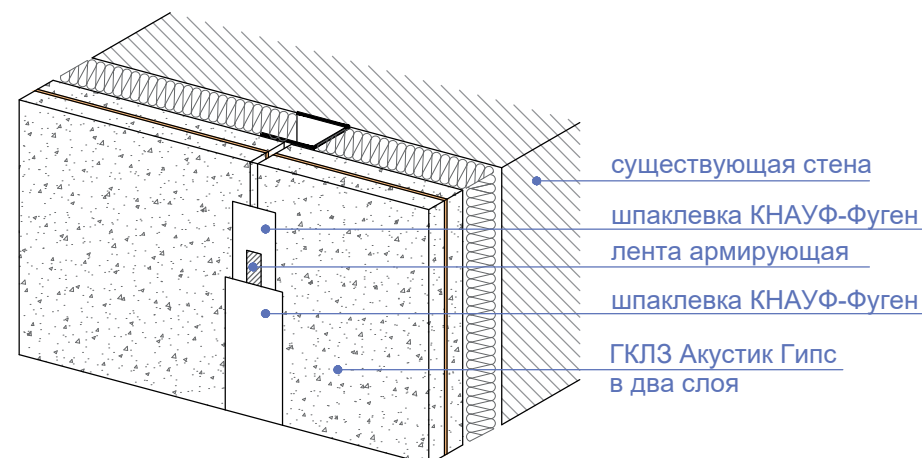 существующая стена
шпаклевка КНАУФ-Фуген
лента армирующая
шпаклевка КНАУФ-Фуген
ГКЛЗ Акустик Гипс
в два слоя